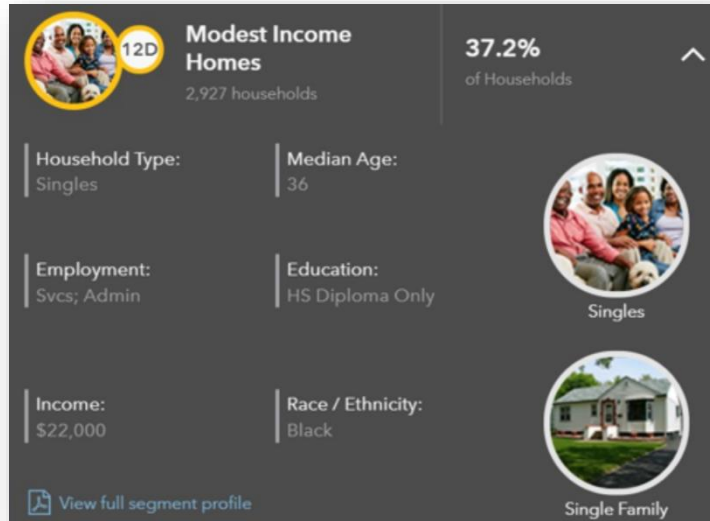 12D
Modest Income
Homes
2,927 households
37.2%
of Households
Household Type:
Singles
Median Age:
36
Employment:
Svcs; Admin
Education:
HS Diploma Only
Singles
Income:
$22,000
Race / Ethnicity:
Black
View full segment profile
Single Family